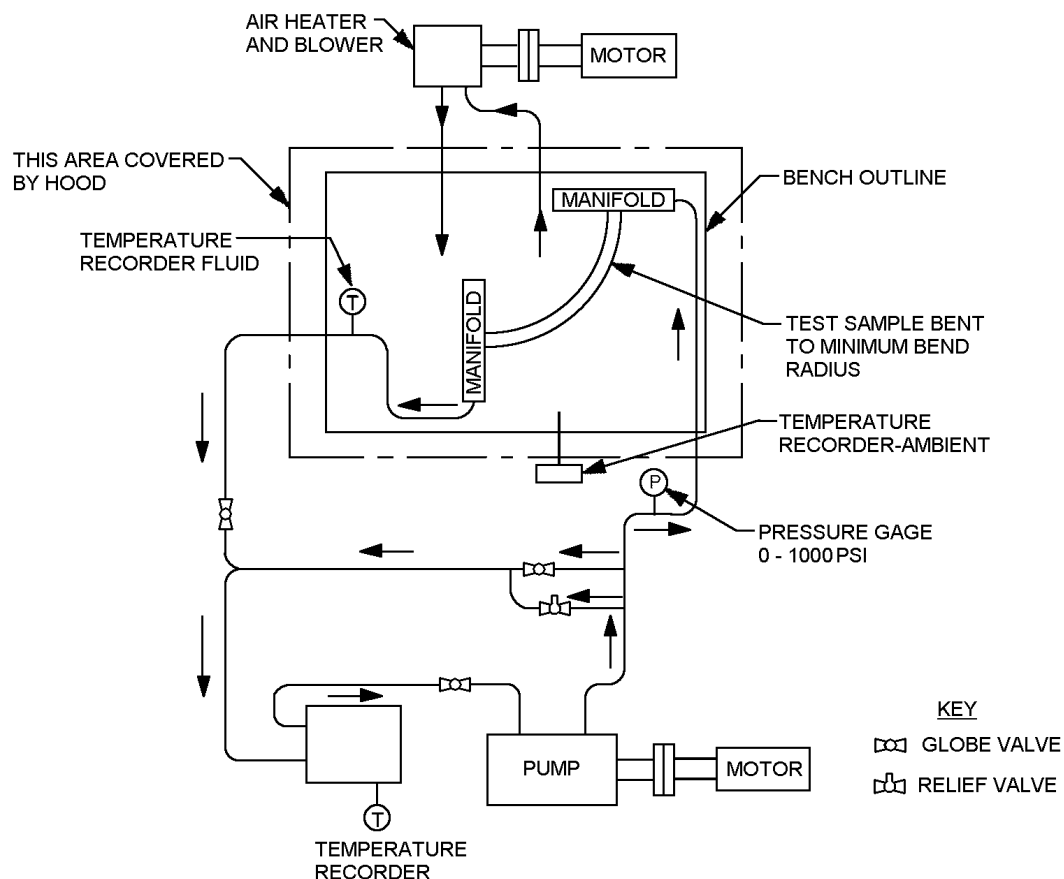 AIR HEATER
AND BLOWER
MOTOR
THIS AREA COVERED
BY HOOD
MANIFOLD
BENCH OUTLINE
TEMPERATURE
RECORDER FLUID
T
MANIFOLD
TEST SAMPLE BENT
TO MINIMUM BEND
RADIUS
TEMPERATURE
RECORDER-AMBIENT
P
PRESSURE GAGE
0 - 1000 PSI
KEY
GLOBE VALVE
RELIEF VALVE
PUMP
MOTOR
T
TEMPERATURE
RECORDER